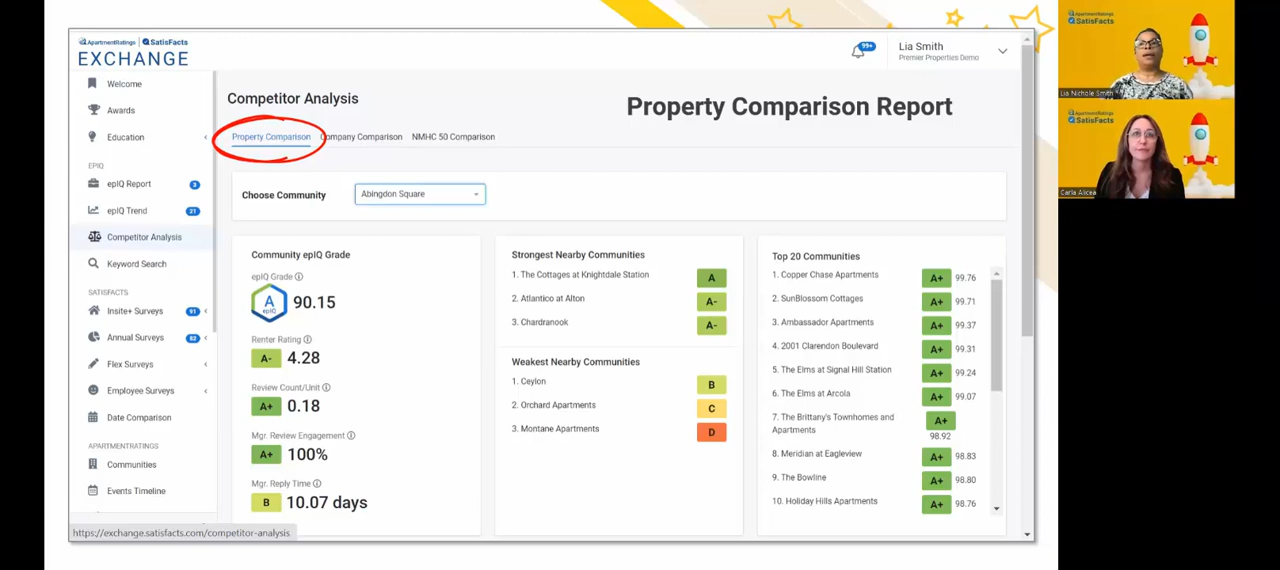 ApartmentRatings | SatisFacts
EXCHANGE
99+
Lia Smith
Premier Properties Demo
Welcome
Awards
Education
EPIQ
epIQ Report 3
epIQ Trend 21
Competitor Analysis
Keyword Search
SATISFACTS
Insite+ Surveys 91
Annual Surveys 82
Flex Surveys
Employee Surveys
Date Comparison
APARTMENTRATINGS
Communities
Events Timeline
https://exchange.satisfacts.com/competitor-analysis
Competitor Analysis
Property Comparison Report
Property Comparison Company Comparison NMHC 50 Comparison
Choose Community Abingdon Square
Community epIQ Grade
epIQ Grade
A epIQ 90.15
Renter Rating
A- 4.28
Review Count/Unit
A+ 0.18
Mgr. Review Engagement
A+ 100%
Mgr. Reply Time
B 10.07 days
Strongest Nearby Communities
1. The Cottages at Knightdale Station A
2. Atlantico at Alton A-
3. Chardranook A-
Weakest Nearby Communities
1. Ceylon B
2. Orchard Apartments C
3. Montane Apartments D
Top 20 Communities
1. Copper Chase Apartments A+ 99.76
2. SunBlossom Cottages A+ 99.71
3. Ambassador Apartments A+ 99.37
4. 2001 Clarendon Boulevard A+ 99.31
5. The Elms at Signal Hill Station A+ 99.24
6. The Elms at Arcola A+ 99.07
7. The Brittany's Townhomes and
Apartments A+ 98.92
8. Meridian at Eagleview A+ 98.83
9. The Bowline A+ 98.80
10. Holiday Hills Apartments A+ 98.76
ApartmentRatings
SatisFacts
Lia Nichole Smith
ApartmentRatings
SatisFacts
Carla Alicea